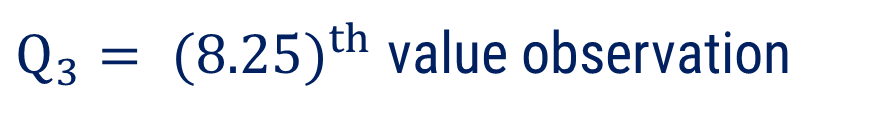 Q₃ = (8.25)ᵗʰ value observation